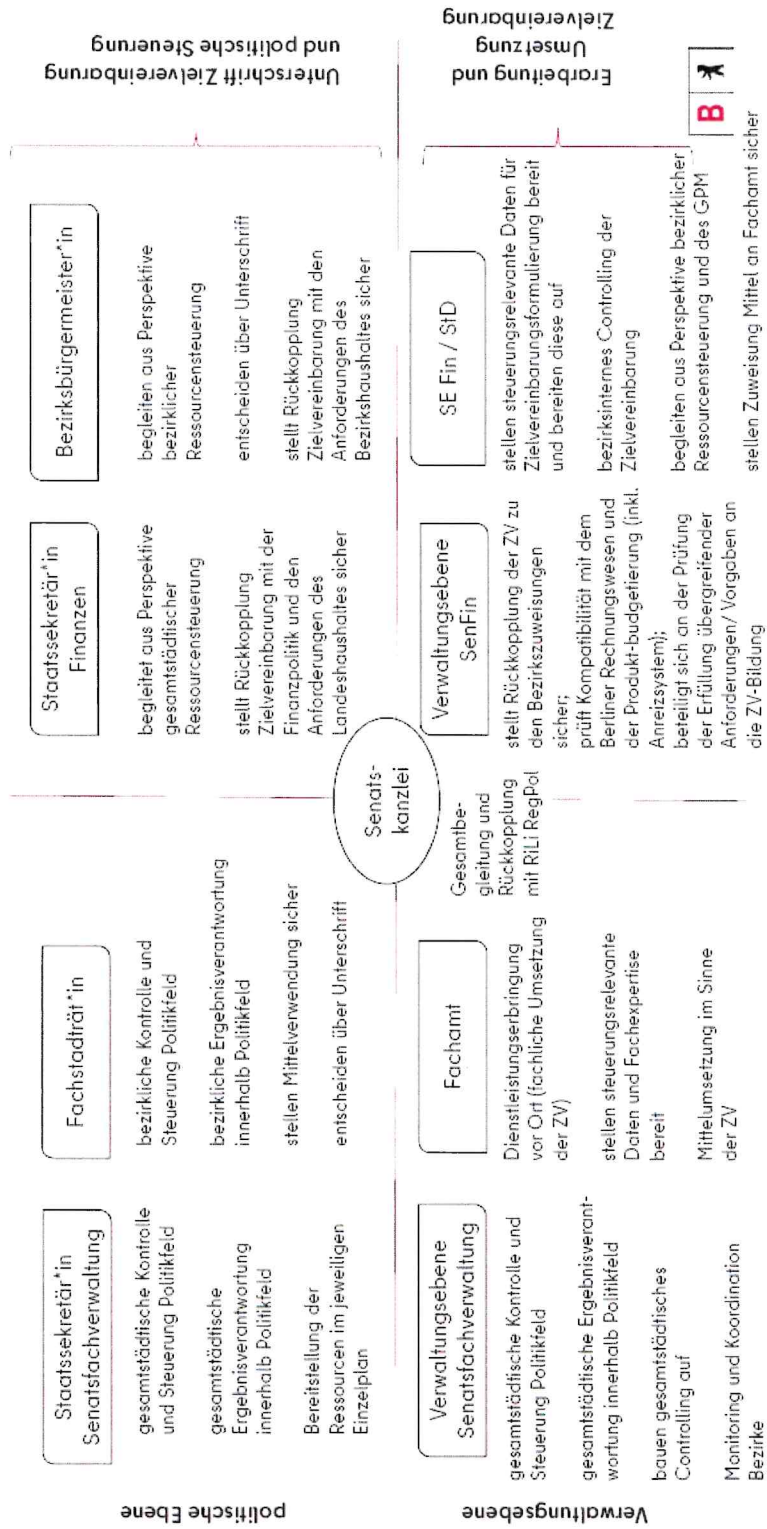 politische Ebene
Staatssekretär*in
Senatsfachverwaltung
gesamtstädtische Kontrolle
und Steuerung Politikfeld
gesamtstädtische
Ergebnisverantwortung
innerhalb Politikfeld
Bereitstellung der
Ressourcen im jeweiligen
Einzelplan
Fachstadträt*in
bezirkliche Kontrolle und
Steuerung Politikfeld
bezirkliche Ergebnisverantwortung
innerhalb Politikfeld
stellen Mittelverwendung sicher
entscheiden über Unterschrift
Staatssekretär*in
Finanzen
begleitet aus Perspektive
gesamtstädtischer
Ressourcensteuerung
stellt Rückkopplung
Zielvereinbarung mit der
Finanzpolitik und den
Anforderungen des
Landeshaushaltes sicher
Bezirksbürgermeister*in
begleiten aus Perspektive
bezirklicher
Ressourcensteuerung
entscheiden über Unterschrift
stellt Rückkopplung
Zielvereinbarung mit den
Anforderungen des
Bezirkshaushaltes sicher
Unterschrift Zielvereinbarung
und politische Steuerung
Senats-
kanzlei
Gesamtbe-
gleitung und
Rückkopplung
mit RiLi RegPol
Verwaltungsebene
Verwaltungsebene
Senatsfachverwaltung
gesamtstädtische Kontrolle und
Steuerung Politikfeld
gesamtstädtische Ergebnisverant-
wortung innerhalb Politikfeld
bauen gesamtstädtisches
Controlling auf
Monitoring und Koordination
Bezirke
Fachamt
Dienstleistungserbringung
vor Ort (fachliche Umsetzung
der ZV)
stellen steuerungsrelevante
Daten und Fachexpertise
bereit
Mittelumsetzung im Sinne
der ZV
Verwaltungsebene
SenFin
stellt Rückkopplung der ZV zu
den Bezirkszuweisungen
sicher;
prüft Kompatibilität mit dem
Berliner Rechnungswesen und
der Produkt-budgetierung (inkl.
Anreizsystem);
beteiligt sich an der Prüfung
der Erfüllung übergreifender
Anforderungen/ Vorgaben an
die ZV-Bildung
SE Fin / StD
stellen steuerungsrelevante Daten für
Zielvereinbarungsformulierung bereit
und bereiten diese auf
bezirksinternes Controlling der
Zielvereinbarung
begleiten aus Perspektive bezirklicher
Ressourcensteuerung und des GPM
stellen Zuweisung Mittel an Fachamt sicher
Erarbeitung und
Umsetzung
Zielvereinbarung
B